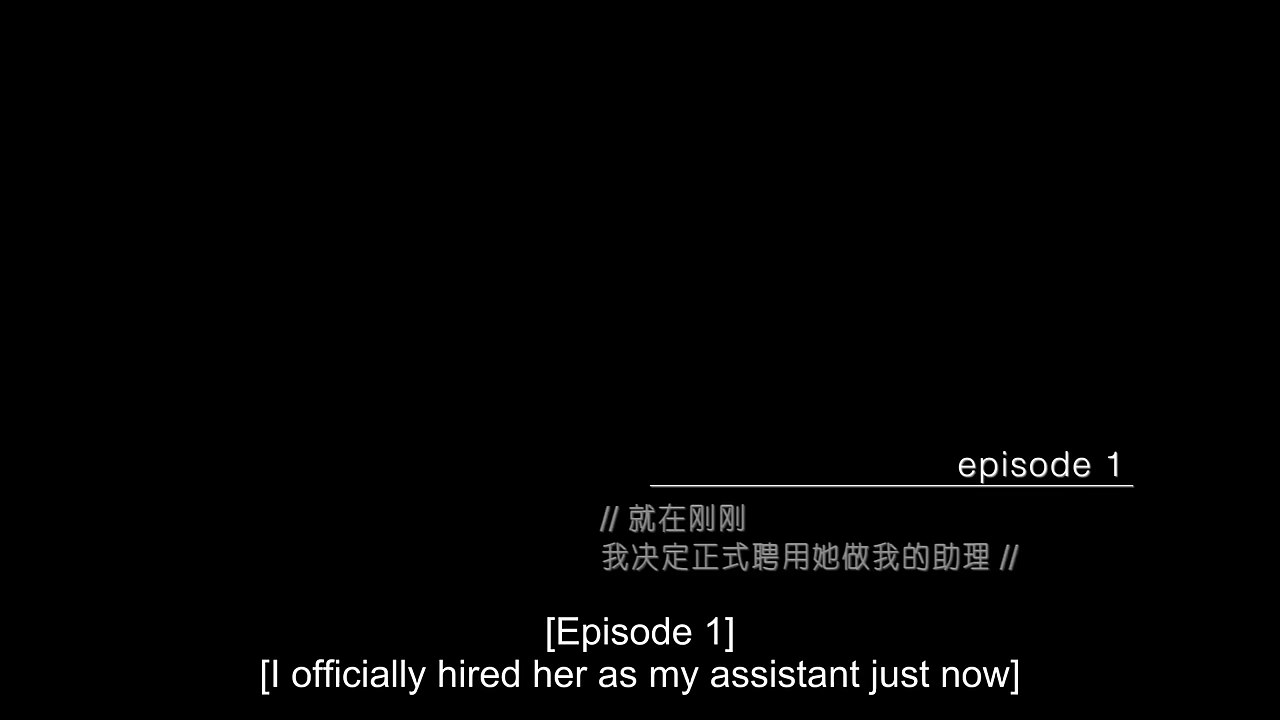 episode 1
// 就在刚刚
我决定正式聘用她做我的助理 //
[Episode 1]
[I officially hired her as my assistant just now]